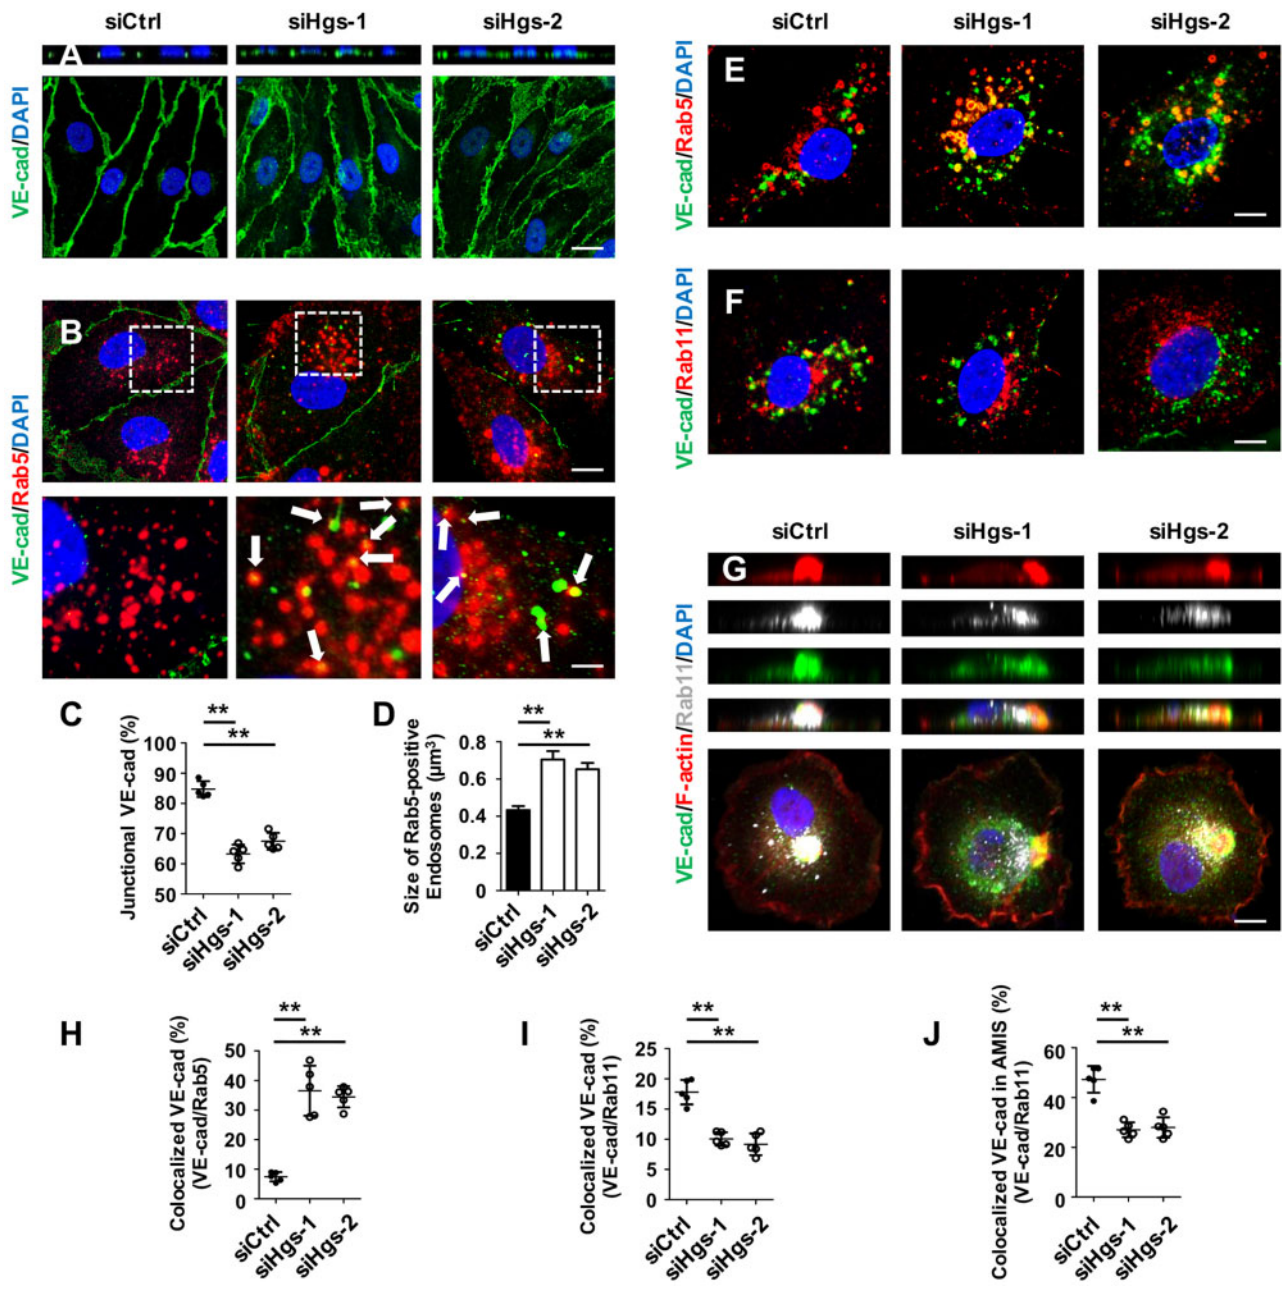 siCtrl siHgs-1 siHgs-2
A
VE-cad/DAPI
B
VE-cad/Rab5/DAPI
siCtrl siHgs-1 siHgs-2
E
VE-cad/Rab5/DAPI
F
VE-cad/Rab11/DAPI
siCtrl siHgs-1 siHgs-2
G
VE-cad/F-actin/Rab11/DAPI
C
Junctional VE-cad (%)
**
**
100
90
80
70
60
50
siCtrl
siHgs-1
siHgs-2
D
Size of Rab5-positive
Endosomes (µm³)
**
**
0.8
0.6
0.4
0.2
0
siCtrl
siHgs-1
siHgs-2
H
Colocalized VE-cad (%)
(VE-cad/Rab5)
**
**
50
40
30
20
10
0
siCtrl
siHgs-1
siHgs-2
I
Colocalized VE-cad (%)
(VE-cad/Rab11)
**
**
25
20
15
10
5
0
siCtrl
siHgs-1
siHgs-2
J
Colocalized VE-cad in AMIS (%)
(VE-cad/Rab11)
**
**
60
40
20
0
siCtrl
siHgs-1
siHgs-2